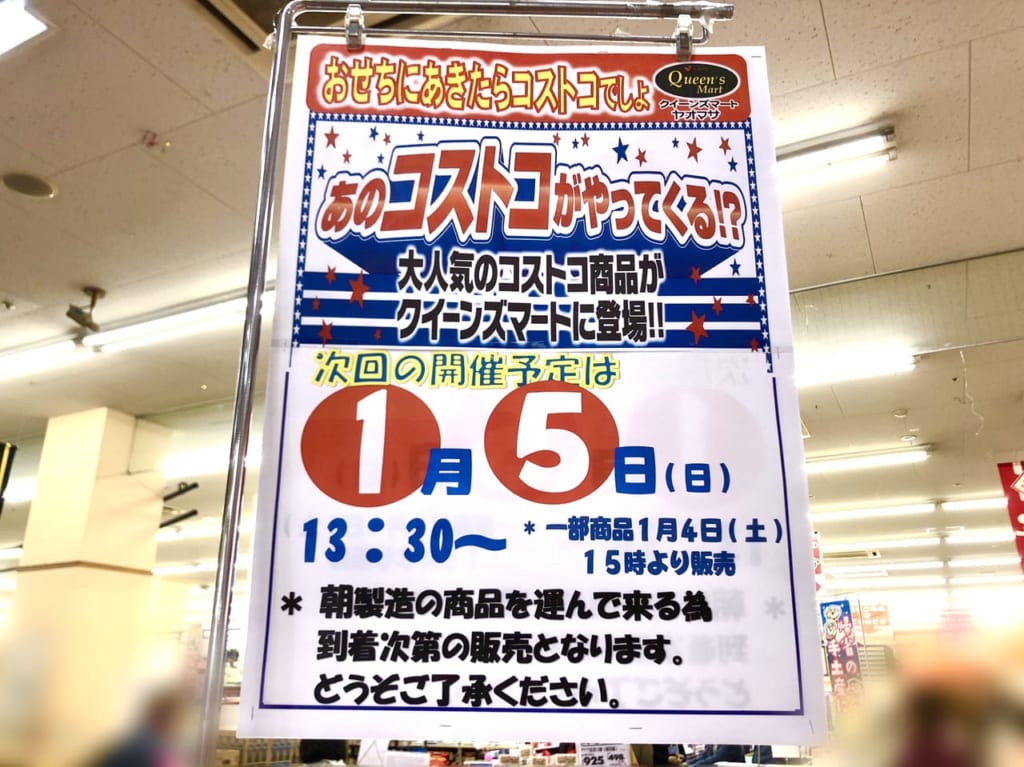 おせちにあきたらコストコでしょ
Queen's
Mart
クイーンズマート
ヤオマサ
あのコストコがやってくる!?
大人気のコストコ商品が
クイーンズマートに登場!!
次回の開催予定は
1月5日(日)
13:30～
*一部商品1月4日(土)
15時より販売
* 朝製造の商品を運んで来る為
到着次第の販売となります。
どうぞご了承ください。
925
498